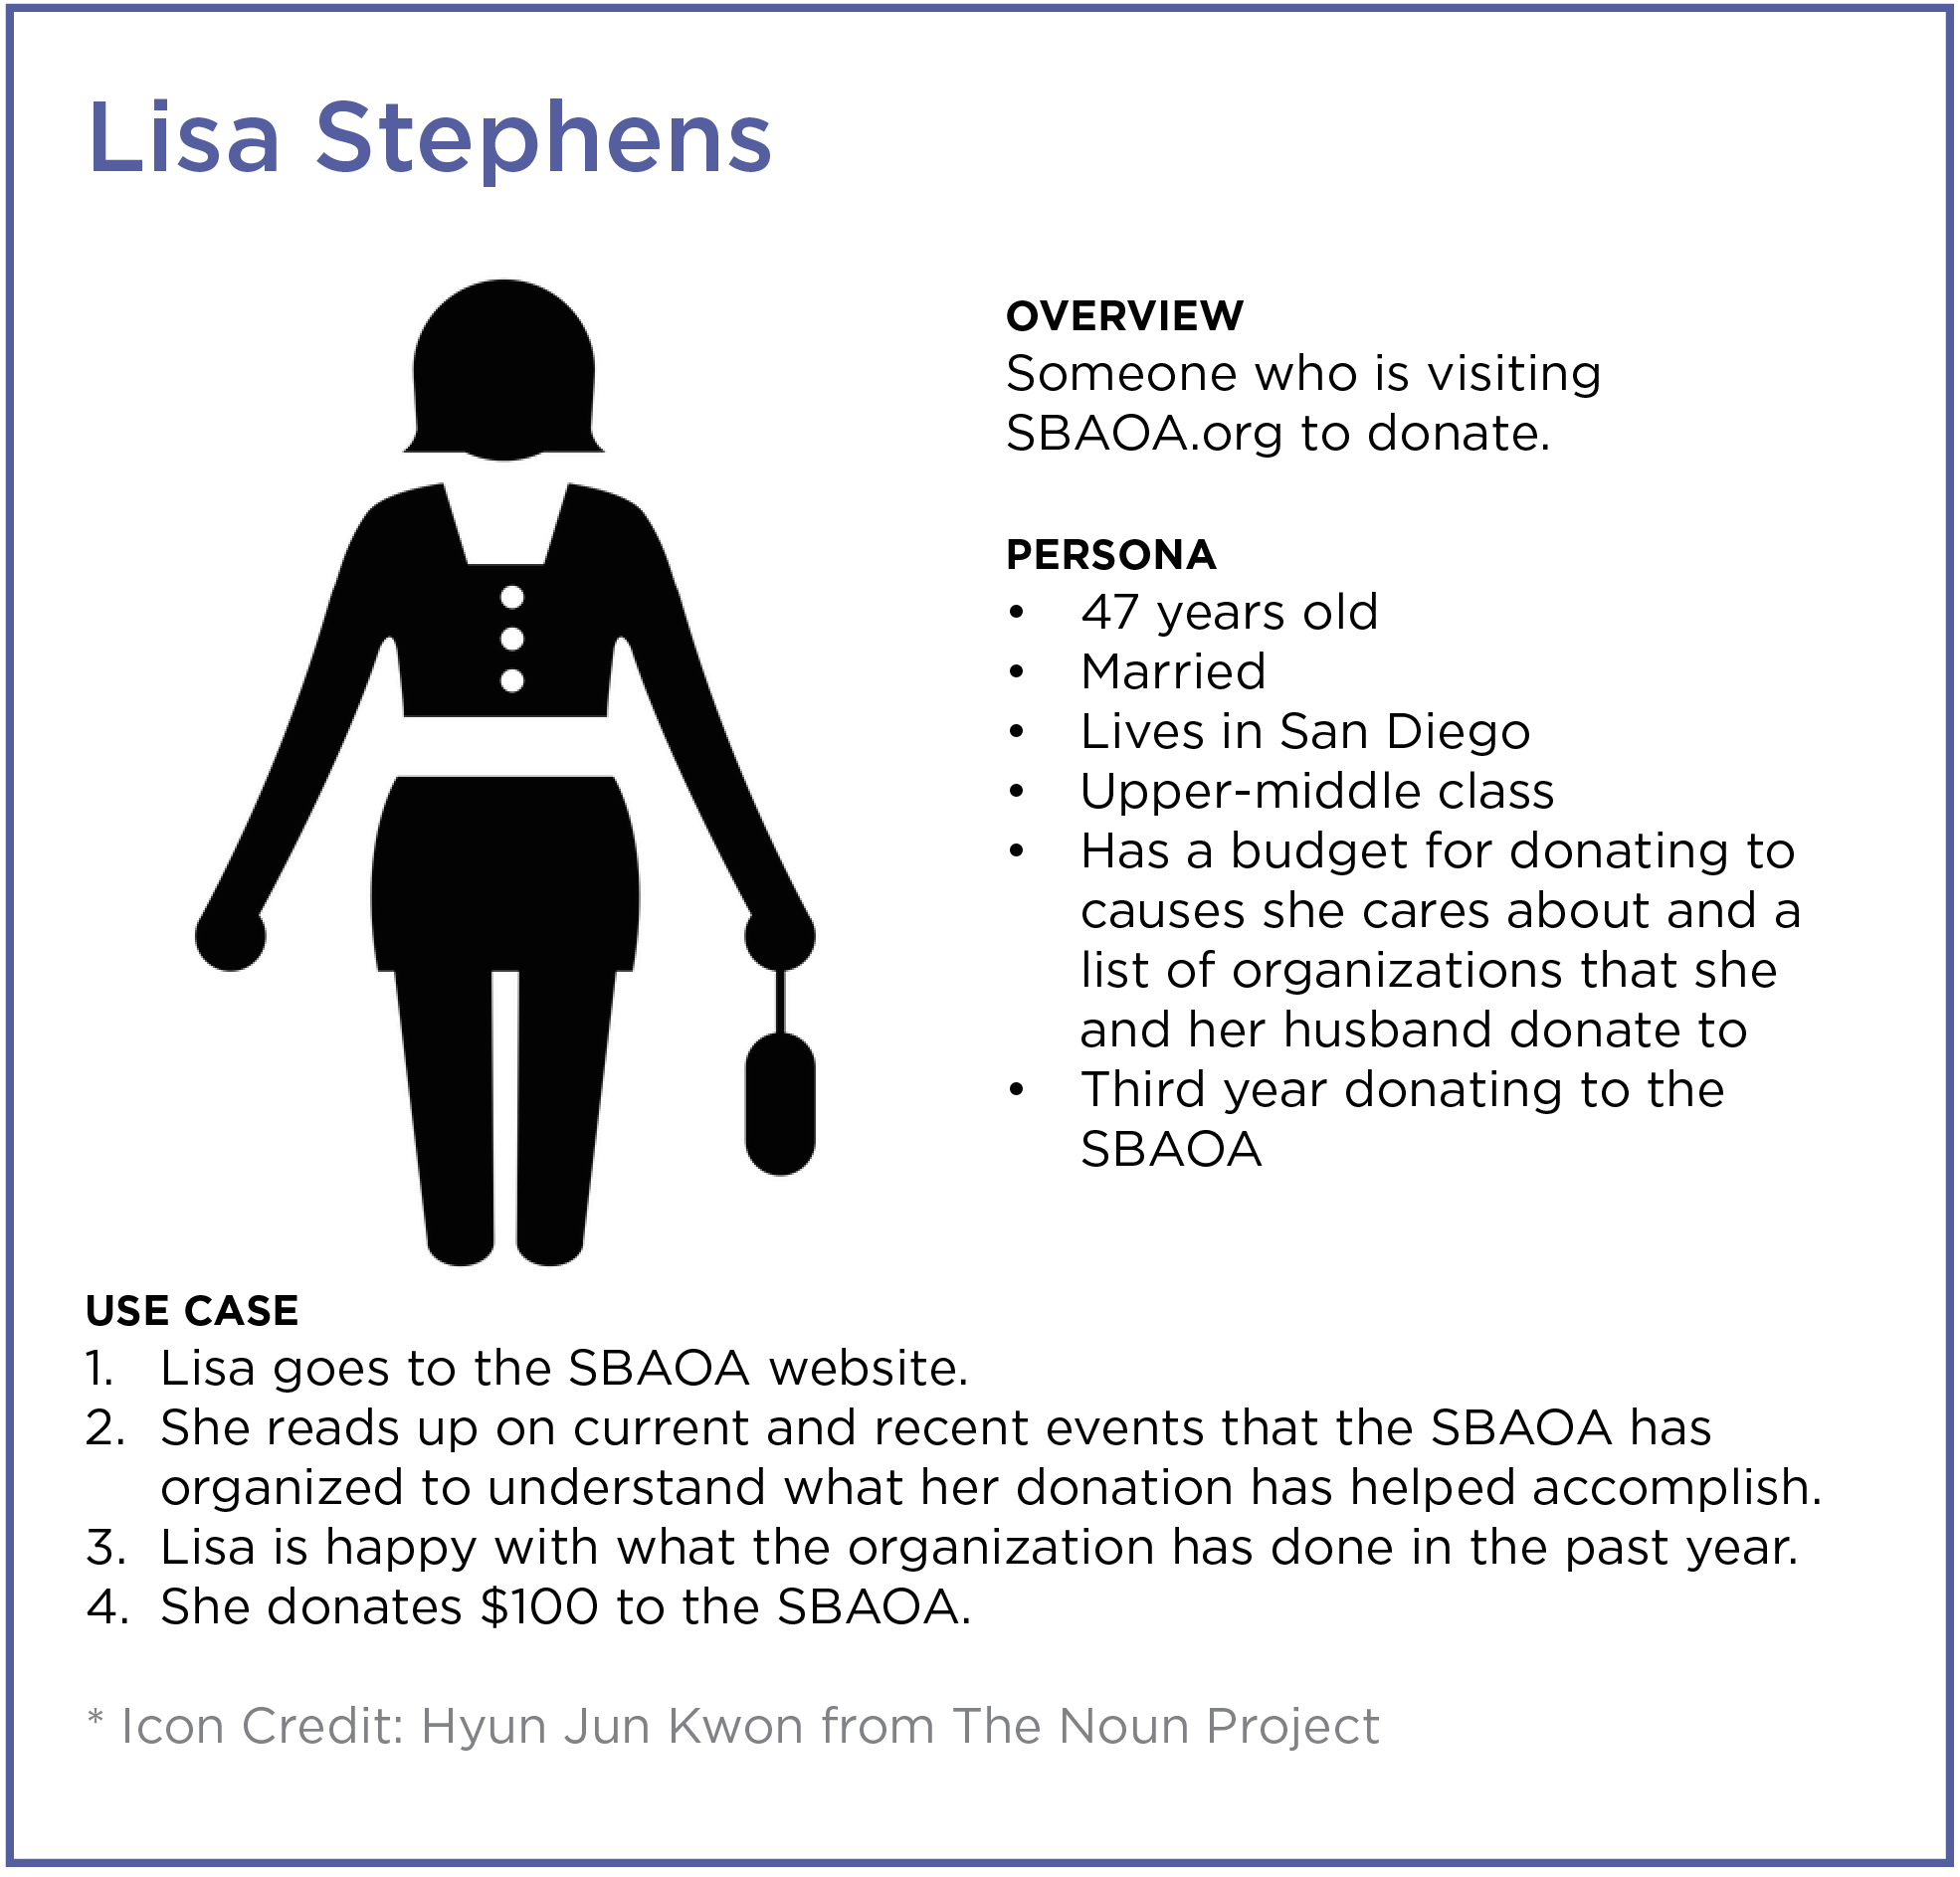 Lisa Stephens
OVERVIEW
Someone who is visiting
SBAOA.org to donate.
PERSONA
• 47 years old
• Married
• Lives in San Diego
• Upper-middle class
• Has a budget for donating to
causes she cares about and a
list of organizations that she
and her husband donate to
• Third year donating to the
SBAOA
USE CASE
1. Lisa goes to the SBAOA website.
2. She reads up on current and recent events that the SBAOA has
organized to understand what her donation has helped accomplish.
3. Lisa is happy with what the organization has done in the past year.
4. She donates $100 to the SBAOA.
* Icon Credit: Hyun Jun Kwon from The Noun Project